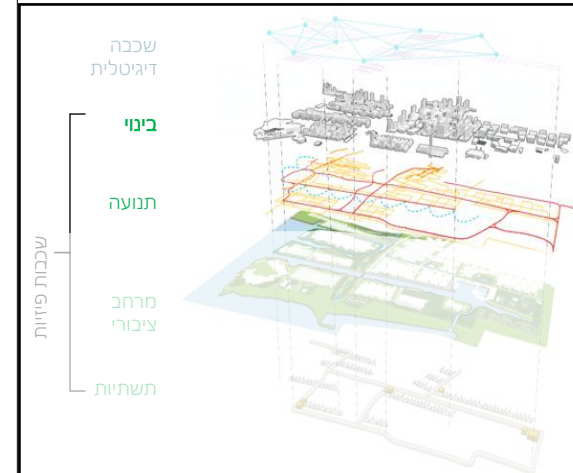 שכבה
דיגיטלית
בינוי
תנועה
שכבות פיזיות
מרחב
ציבורי
תשתיות